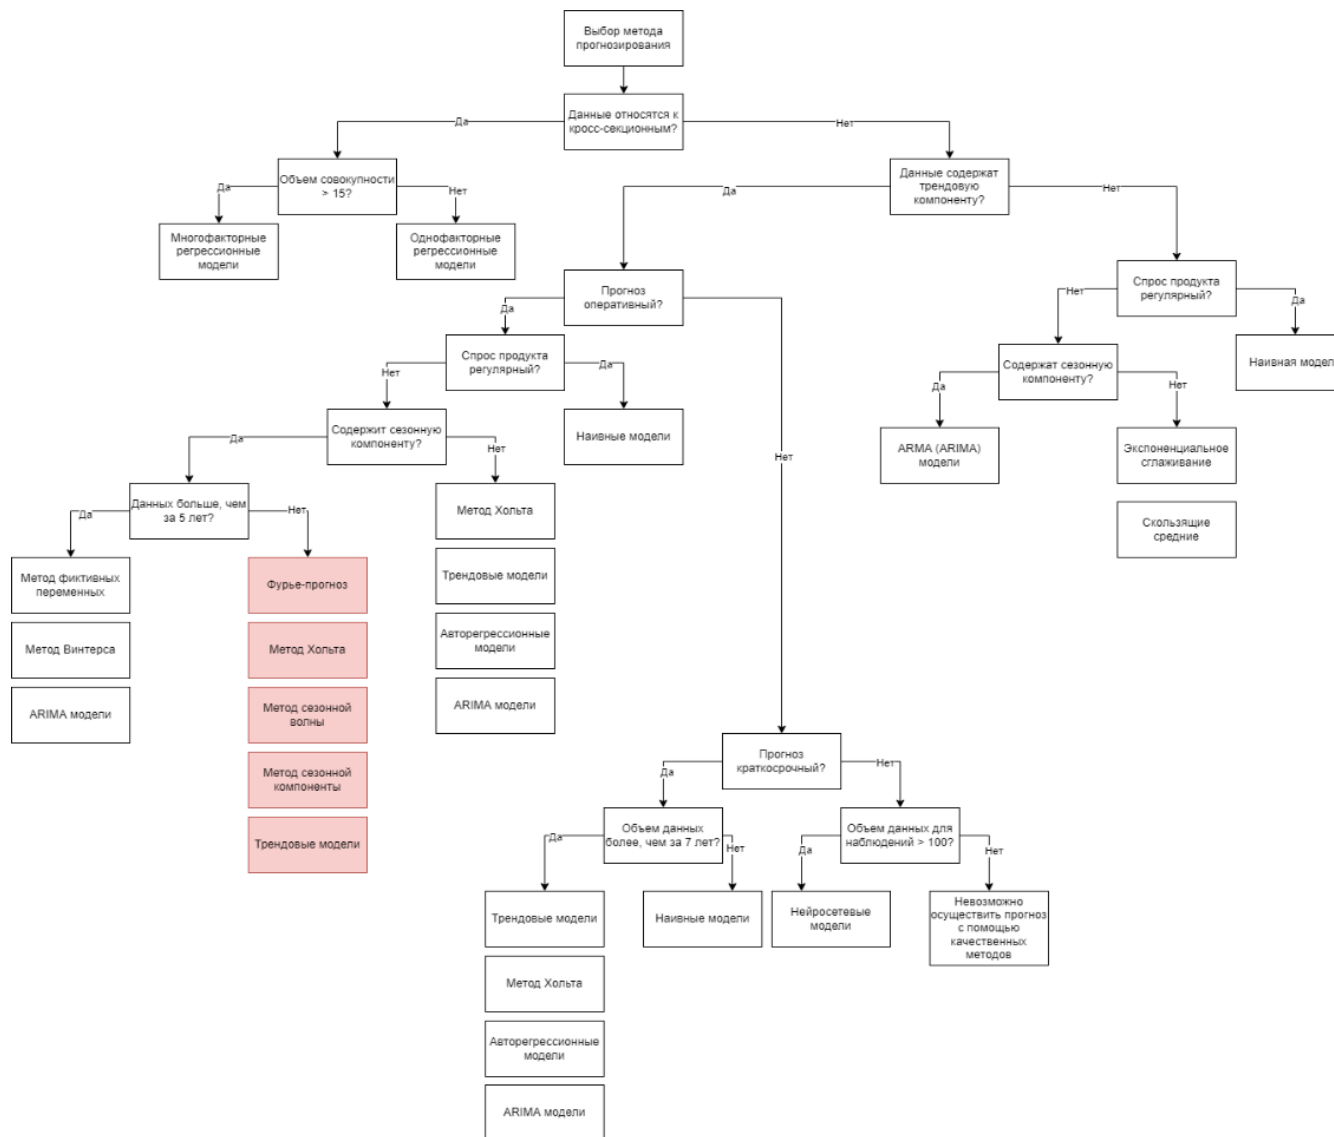 Выбор метода
прогнозирования
Данные относятся к
кросс-секционным?
Да
Нет
Объем совокупности
> 15?
Да
Нет
Многофакторные
регрессионные
модели
Однофакторные
регрессионные
модели
Данные содержат
трендовую
компоненту?
Да
Нет
Прогноз
оперативный?
Да
Нет
Спрос продукта
регулярный?
Нет
Да
Наивная модел
Содержат сезонную
компоненту?
Да
Нет
ARMA (ARIMA)
модели
Экспоненциальное
сглаживание
Скользящие
средние
Спрос продукта
регулярный?
Нет
Да
Наивные модели
Содержит сезонную
компоненту?
Да
Нет
Данных больше, чем
за 5 лет?
Да
Нет
Метод фиктивных
переменных
Метод Винтерса
ARIMA модели
Фурье-прогноз
Метод Хольта
Метод сезонной
волны
Метод сезонной
компоненты
Трендовые модели
Метод Хольта
Трендовые модели
Авторегрессионные
модели
ARIMA модели
Прогноз
краткосрочный?
Да
Нет
Объем данных
более, чем за 7 лет?
Да
Нет
Объем данных для
наблюдений > 100?
Да
Нет
Трендовые модели
Метод Хольта
Авторегрессионные
модели
ARIMA модели
Наивные модели
Нейросетевые
модели
Невозможно
осуществить прогноз
с помощью
качественных
методов